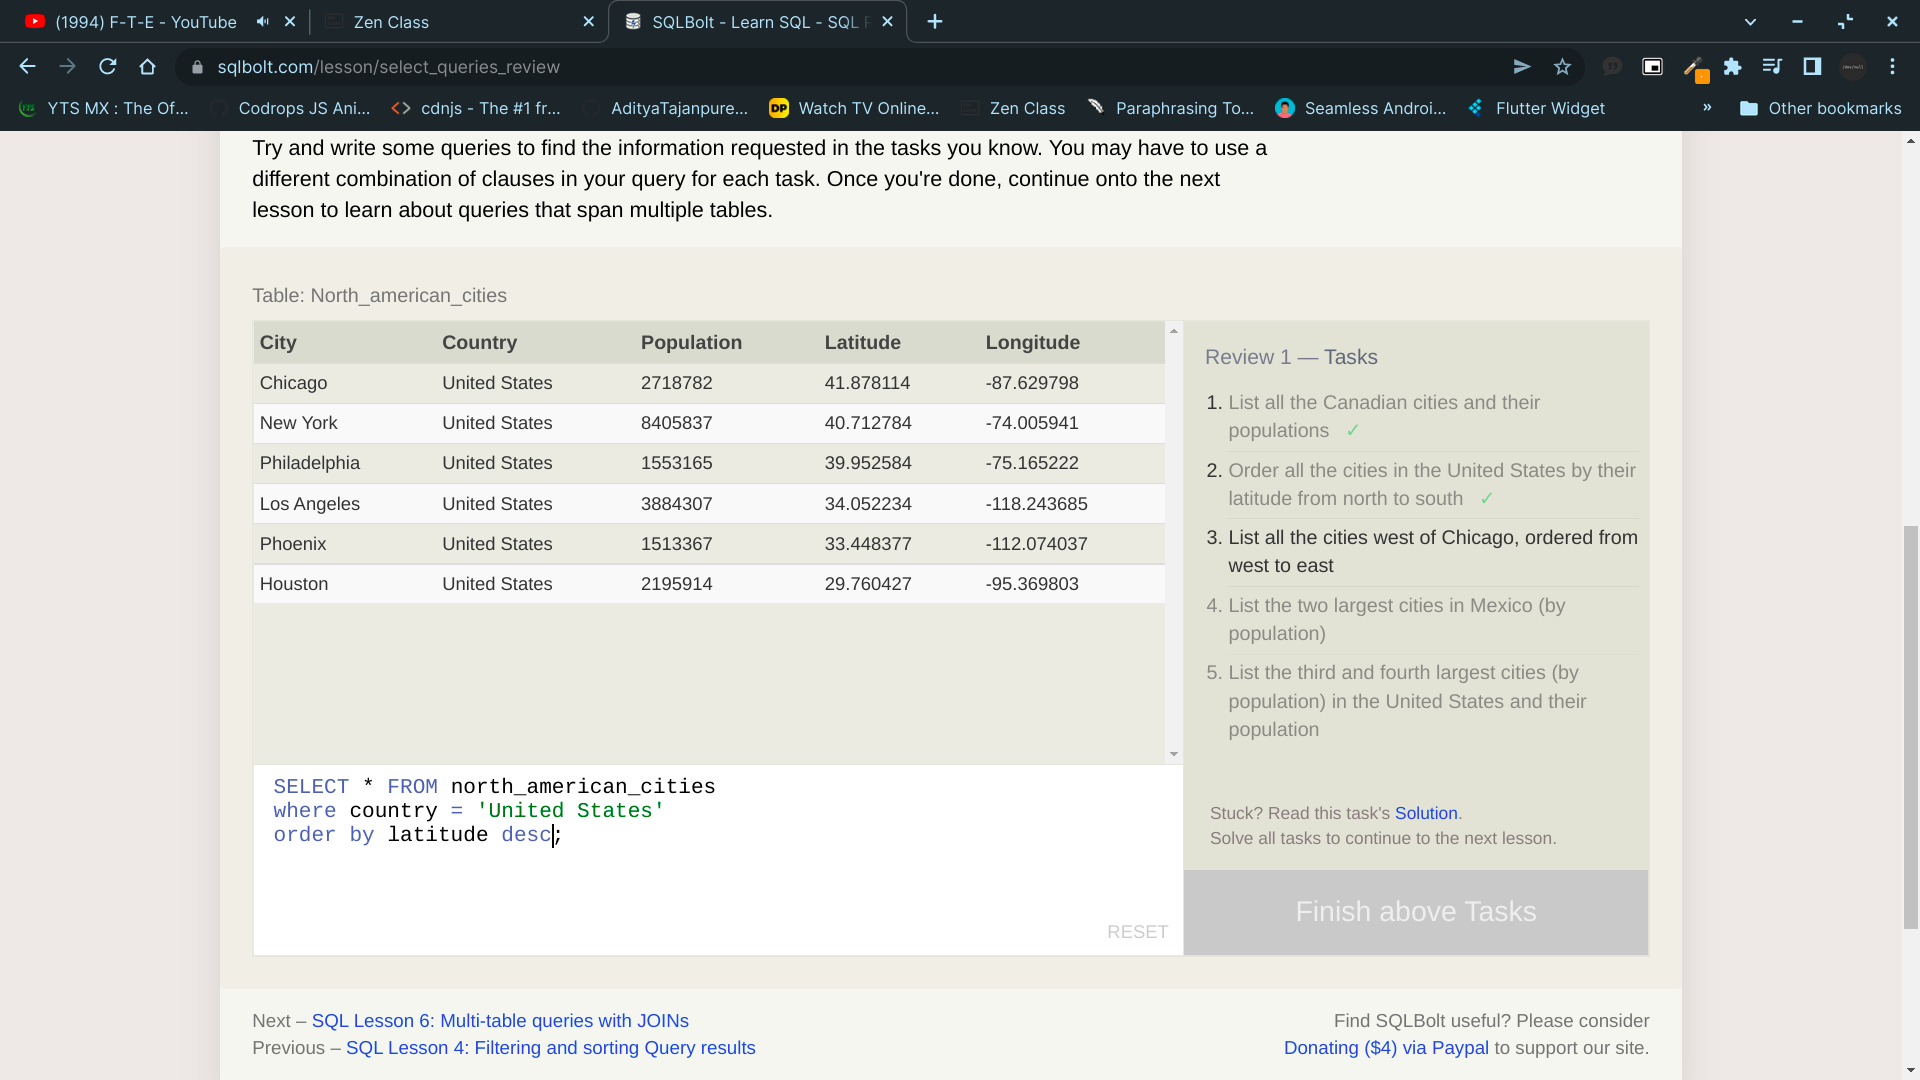 (1994) F-T-E - YouTube
Zen Class
SQLBolt - Learn SQL - SQL
sqlbolt.com/lesson/select_queries_review
YTS MX : The Of...
Codrops JS Ani...
cdnjs - The #1 fr...
AdityaTajanpure...
DP
Watch TV Online...
Zen Class
Paraphrasing To...
Seamless Androi...
Flutter Widget
»
Other bookmarks
Try and write some queries to find the information requested in the tasks you know. You may have to use a
different combination of clauses in your query for each task. Once you're done, continue onto the next
lesson to learn about queries that span multiple tables.
Table: North_american_cities
City Country Population Latitude Longitude
Chicago United States 2718782 41.878114 -87.629798
New York United States 8405837 40.712784 -74.005941
Philadelphia United States 1553165 39.952584 -75.165222
Los Angeles United States 3884307 34.052234 -118.243685
Phoenix United States 1513367 33.448377 -112.074037
Houston United States 2195914 29.760427 -95.369803
SELECT * FROM north_american_cities
where country = 'United States'
order by latitude desc;
RESET
Review 1 — Tasks
1. List all the Canadian cities and their
populations ✓
2. Order all the cities in the United States by their
latitude from north to south ✓
3. List all the cities west of Chicago, ordered from
west to east
4. List the two largest cities in Mexico (by
population)
5. List the third and fourth largest cities (by
population) in the United States and their
population
Stuck? Read this task's Solution.
Solve all tasks to continue to the next lesson.
Finish above Tasks
Next – SQL Lesson 6: Multi-table queries with JOINs
Previous – SQL Lesson 4: Filtering and sorting Query results
Find SQLBolt useful? Please consider
Donating ($4) via Paypal to support our site.